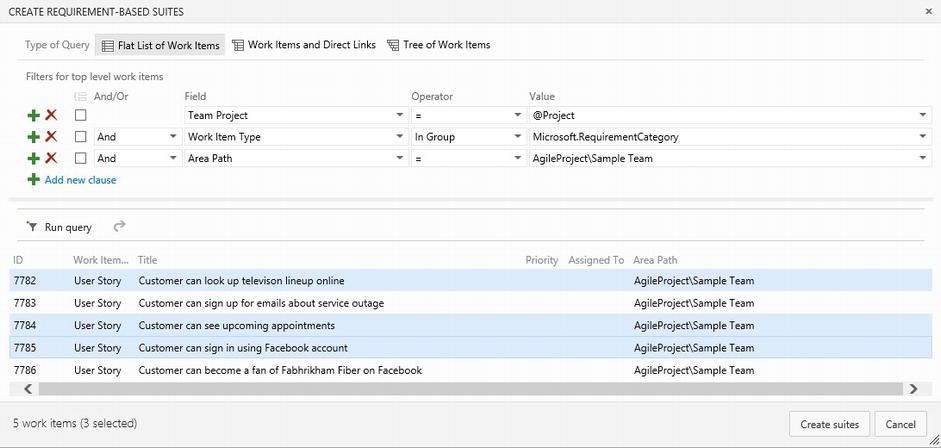 CREATE REQUIREMENT-BASED SUITES
Type of Query Flat List of Work Items Work Items and Direct Links Tree of Work Items
Filters for top level work items
And/Or Field Operator Value
Team Project = @Project
And Work Item Type In Group Microsoft.RequirementCategory
And Area Path = AgileProject\Sample Team
Add new clause
Run query
ID Work Item... Title Priority Assigned To Area Path
7782 User Story Customer can look up televison lineup online AgileProject\Sample Team
7783 User Story Customer can sign up for emails about service outage AgileProject\Sample Team
7784 User Story Customer can see upcoming appointments AgileProject\Sample Team
7785 User Story Customer can sign in using Facebook account AgileProject\Sample Team
7786 User Story Customer can become a fan of Fabhrikham Fiber on Facebook AgileProject\Sample Team
5 work items (3 selected) Create suites Cancel